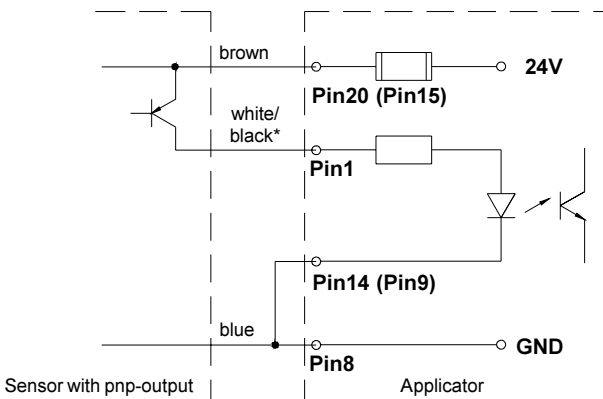 brown
24V
Pin20 (Pin15)
white/
black*
Pin1
Pin14 (Pin9)
blue
GND
Pin8
Sensor with pnp-output
Applicator